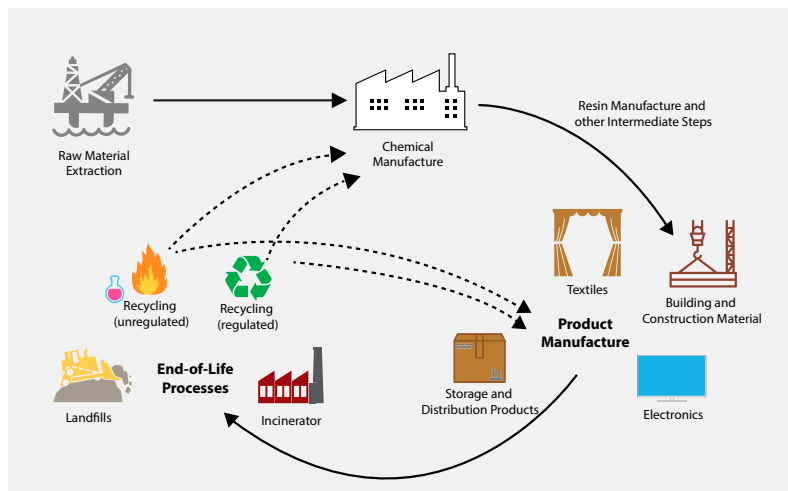 Resin Manufacture and
other Intermediate Steps
Raw Material
Extraction
Chemical
Manufacture
Textiles
Building and
Construction Material
Recycling
(unregulated)
Recycling
(regulated)
Product
Manufacture
End-of-Life
Processes
Landfills
Incinerator
Storage and
Distribution Products
Electronics